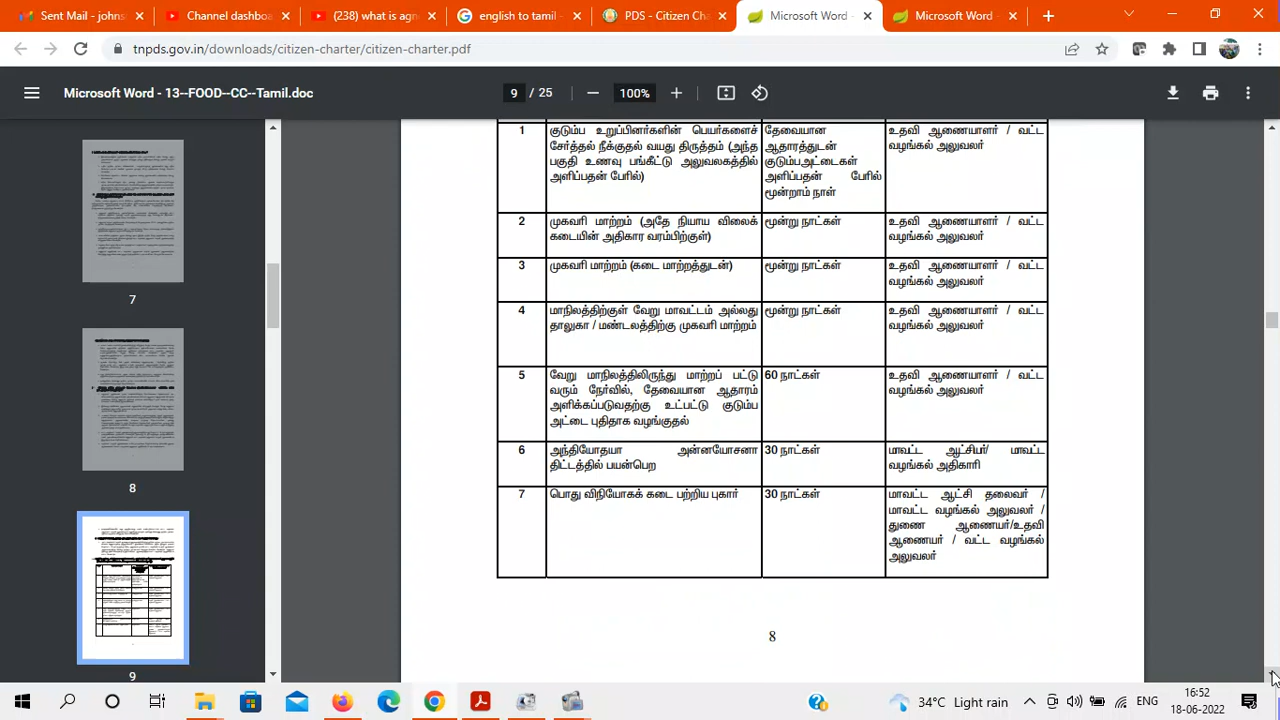 Sent Mail - johns
Channel dashboa
(238) what is agn
english to tamil -
PDS - Citizen Cha
Microsoft Word -
Microsoft Word -
tnpds.gov.in/downloads/citizen-charter/citizen-charter.pdf
Microsoft Word - 13--FOOD--CC--Tamil.doc
9 / 25
100%
7
8
9
1
குடும்ப உறுப்பினர்களின் பெயர்களைச்
சேர்த்தல் நீக்குதல் வயது திருத்தம் (அந்த
பகுதி உணவு பங்கீட்டு அலுவலகத்தில்
அளிப்பதன் பேரில்)
தேவையான
ஆதாரத்துடன்
குடும்பஅட்டைகள்
அளிப்பதன் பேரில்
மூன்றாம் நாள்
உதவி ஆணையாளர் / வட்ட
வழங்கல் அலுவலர்
2
முகவரி மாற்றம் (அதே நியாய விலைக்
கடையின் அதிகார வரம்பிற்குள்)
மூன்று நாட்கள்
உதவி ஆணையாளர் / வட்ட
வழங்கல் அலுவலர்
3
முகவரி மாற்றம் (கடை மாற்றத்துடன்)
மூன்று நாட்கள்
உதவி ஆணையாளர் / வட்ட
வழங்கல் அலுவலர்
4
மாநிலத்திற்குள் வேறு மாவட்டம் அல்லது
தாலுகா / மண்டலத்திற்கு முகவரி மாற்றம்
மூன்று நாட்கள்
உதவி ஆணையாளர் / வட்ட
வழங்கல் அலுவலர்
5
வேறு மாநிலத்திலிருந்து மாற்றப் பட்டு
வரும் நேர்வில், தேவையான ஆதாரம்
அளிக்கப்படுவதற்கு உட்பட்டு குடும்ப
அட்டை புதிதாக வழங்குதல்
60 நாட்கள்
உதவி ஆணையாளர் / வட்ட
வழங்கல் அலுவலர்
6
அந்தியோதயா அன்னயோசனா
திட்டத்தில் பயன்பெற
30 நாட்கள்
மாவட்ட ஆட்சியர்/ மாவட்ட
வழங்கல் அதிகாரி
7
பொது விநியோகக் கடை பற்றிய புகார்
30 நாட்கள்
மாவட்ட ஆட்சி தலைவர் /
மாவட்ட வழங்கல் அலுவலர் /
துணை ஆணையர்/உதவி
ஆணையர் / வட்ட வழங்கல்
அலுவலர்
8
34°C Light rain
ENG
16:52
18-06-2022